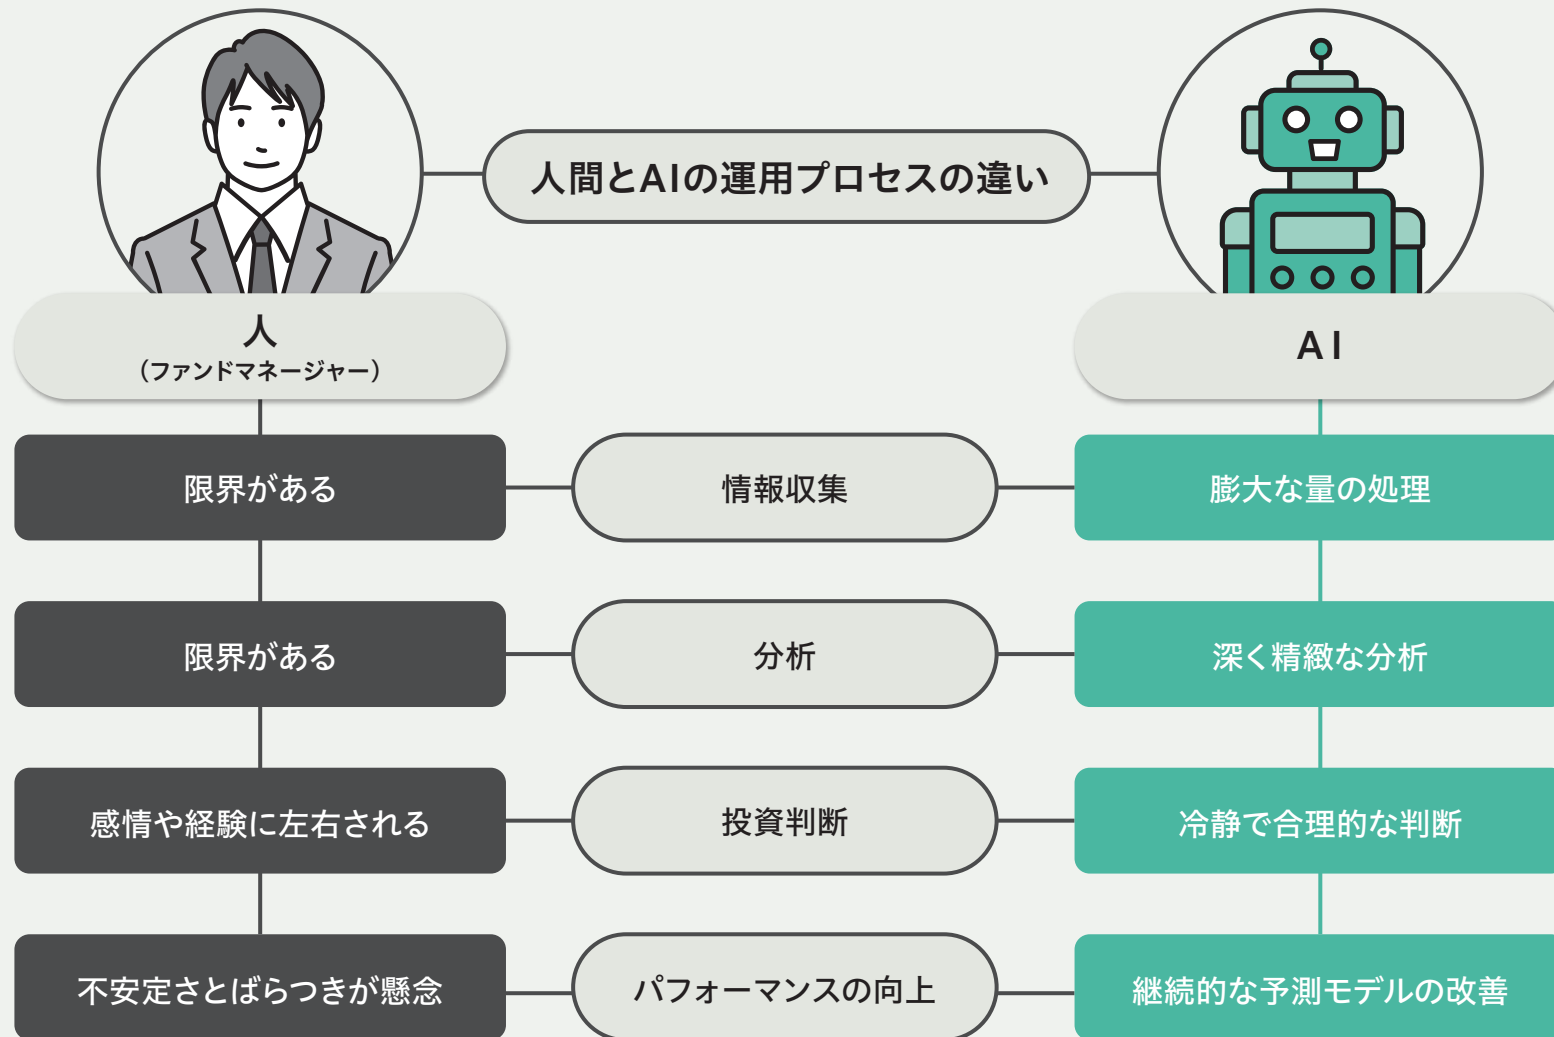 人間とAIの運用プロセスの違い
人
（ファンドマネージャー）
AI
限界がある
情報収集
膨大な量の処理
限界がある
分析
深く精緻な分析
感情や経験に左右される
投資判断
冷静で合理的な判断
不安定さとばらつきが懸念
パフォーマンスの向上
継続的な予測モデルの改善